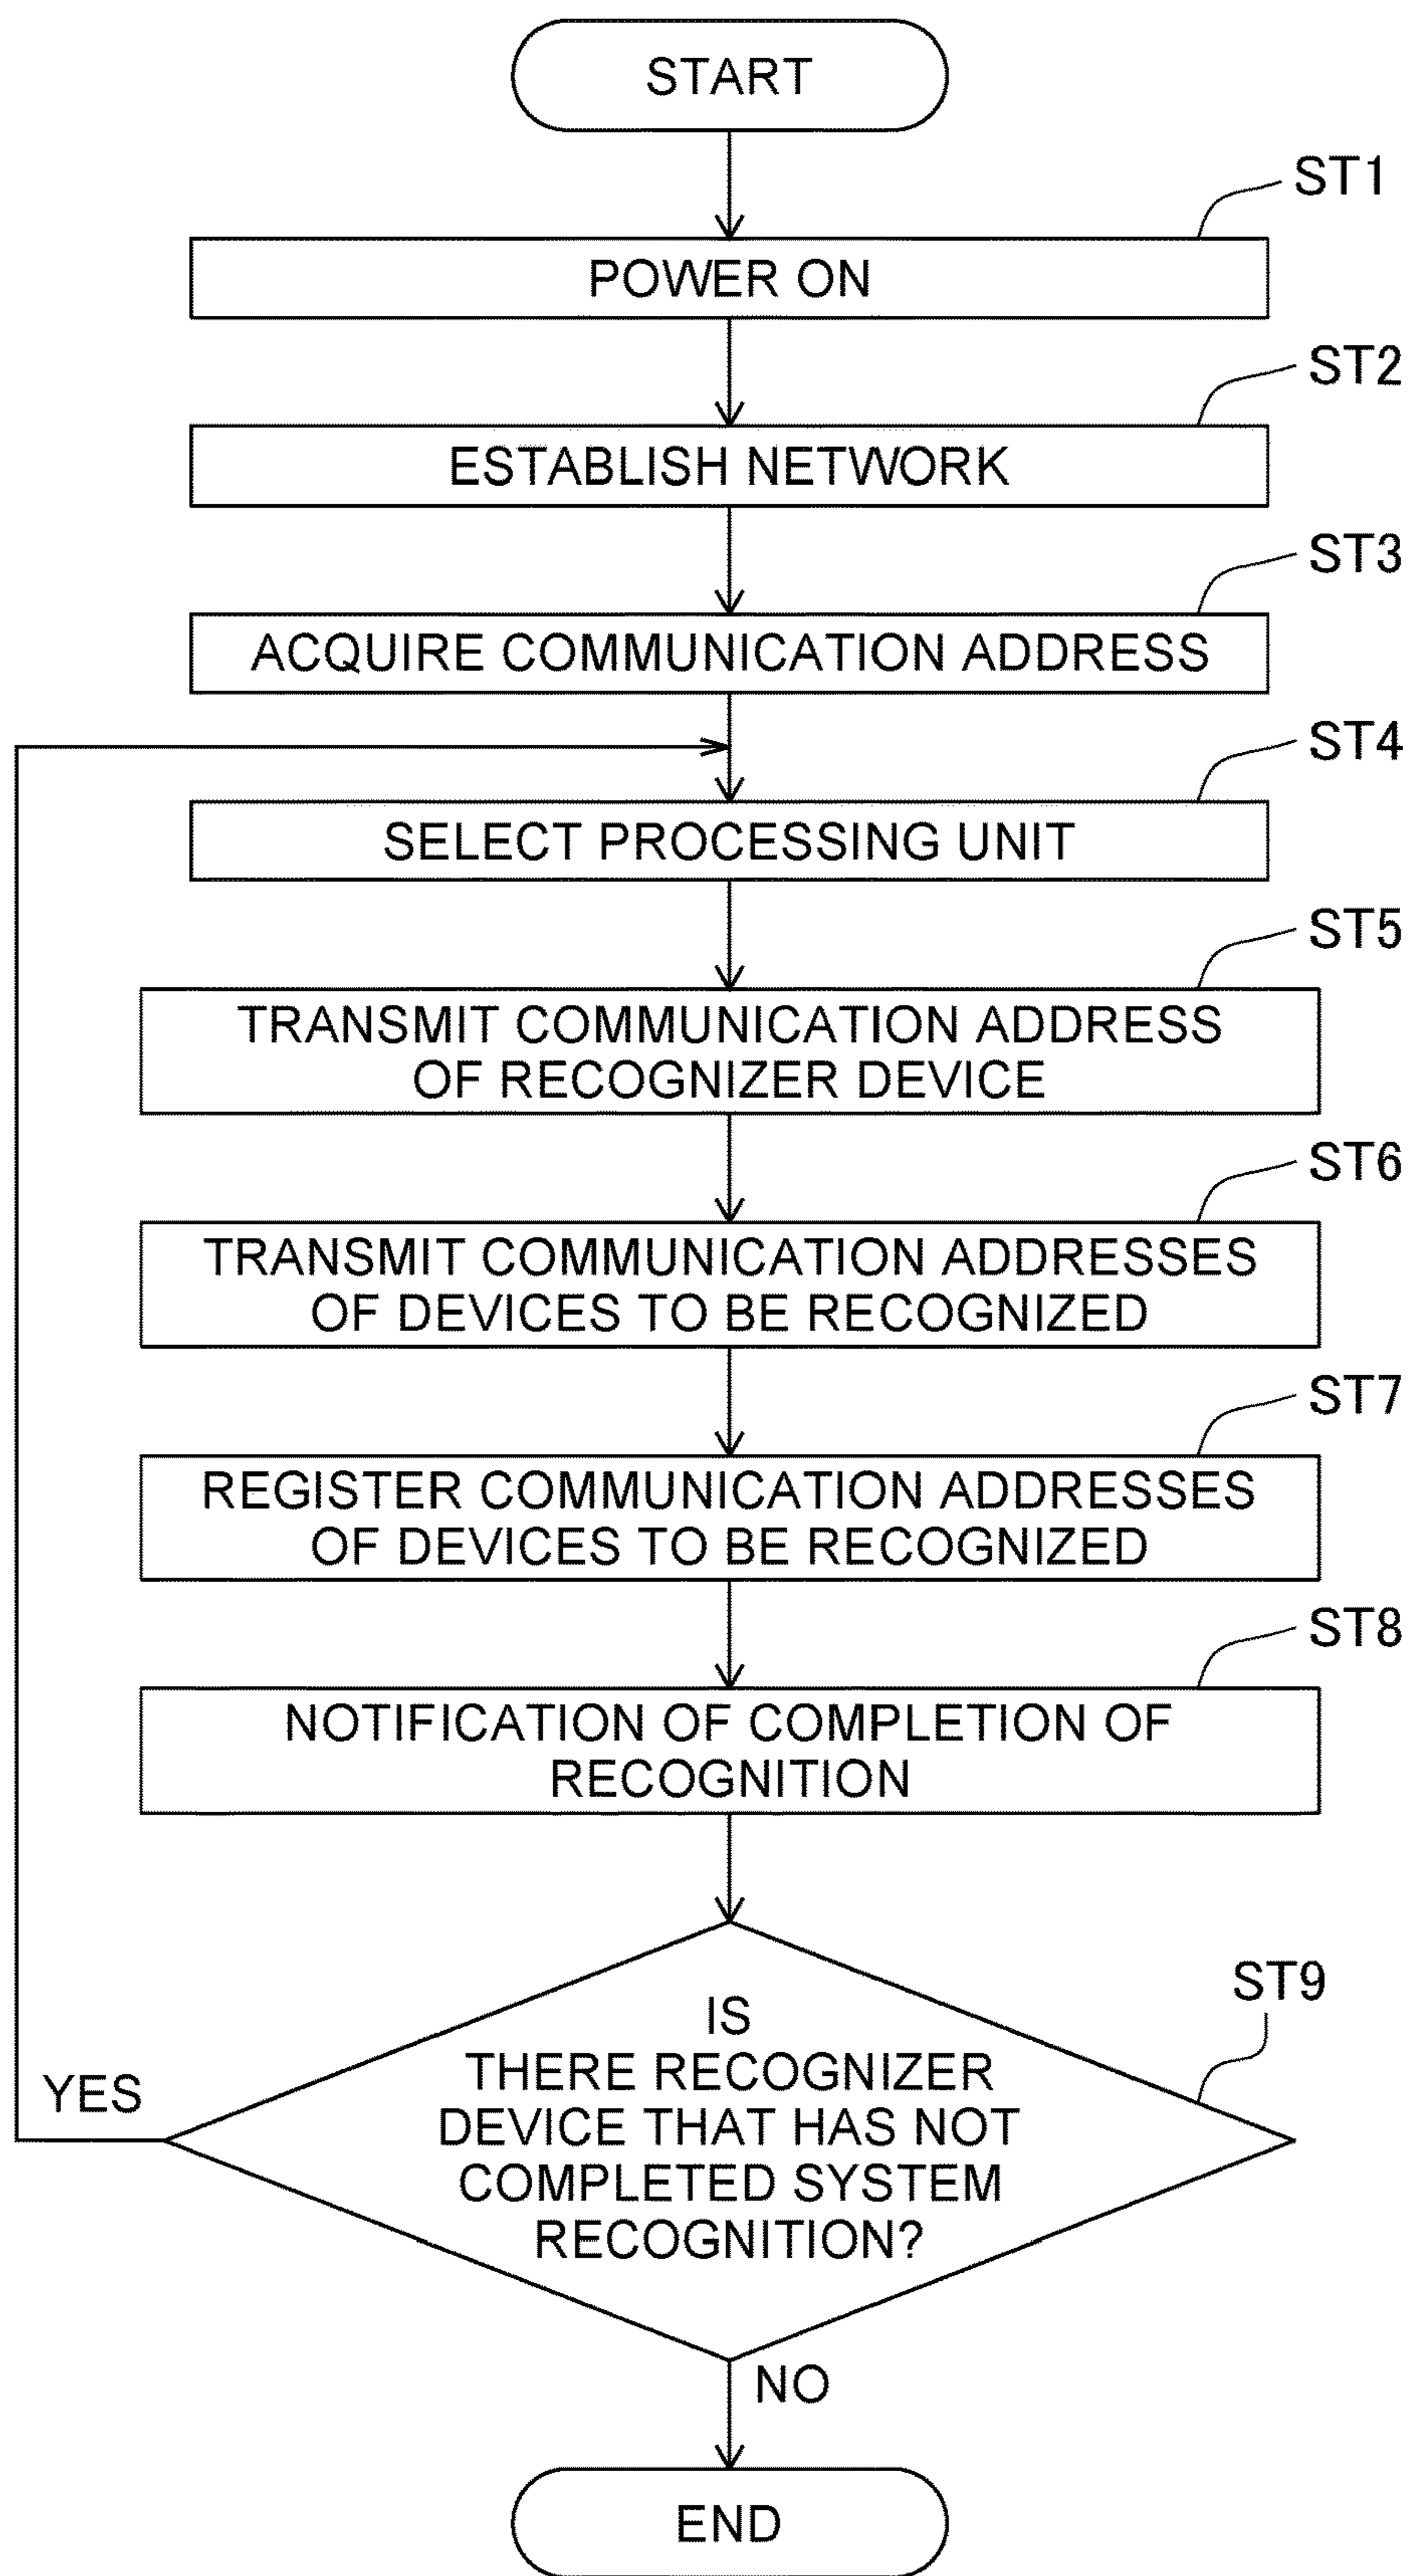 START
ST1
POWER ON
ST2
ESTABLISH NETWORK
ST3
ACQUIRE COMMUNICATION ADDRESS
ST4
SELECT PROCESSING UNIT
ST5
TRANSMIT COMMUNICATION ADDRESS
OF RECOGNIZER DEVICE
ST6
TRANSMIT COMMUNICATION ADDRESSES
OF DEVICES TO BE RECOGNIZED
ST7
REGISTER COMMUNICATION ADDRESSES
OF DEVICES TO BE RECOGNIZED
ST8
NOTIFICATION OF COMPLETION OF
RECOGNITION
ST9
IS
THERE RECOGNIZER
DEVICE THAT HAS NOT
COMPLETED SYSTEM
RECOGNITION?
YES
NO
END